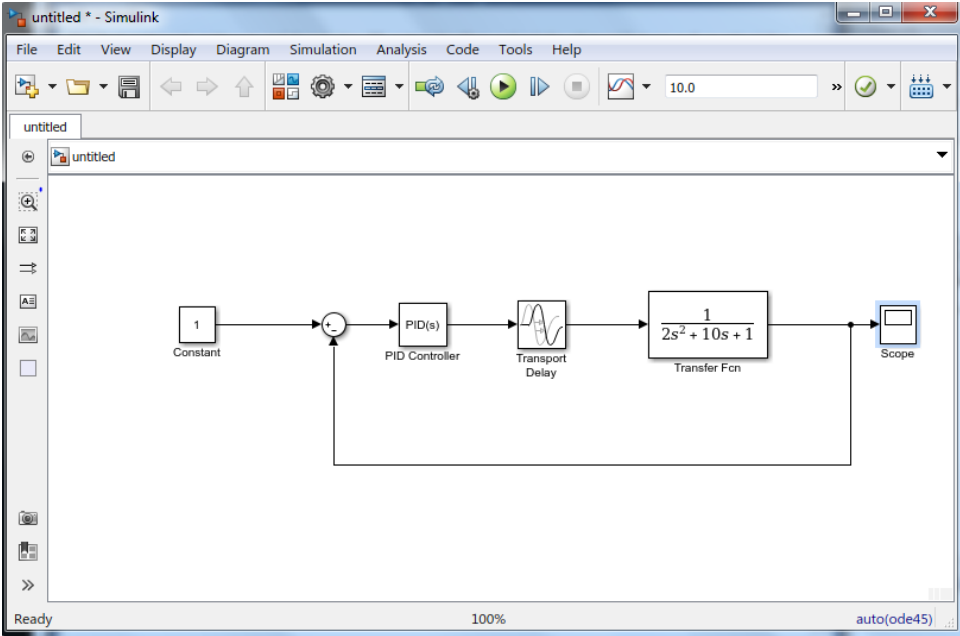 untitled * - Simulink
File Edit View Display Diagram Simulation Analysis Code Tools Help
10.0 »
untitled
untitled
1
Constant
+
−
PID(s)
PID Controller
Transport
Delay
1
2s² + 10s + 1
Transfer Fcn
Scope
Ready 100% auto(ode45)